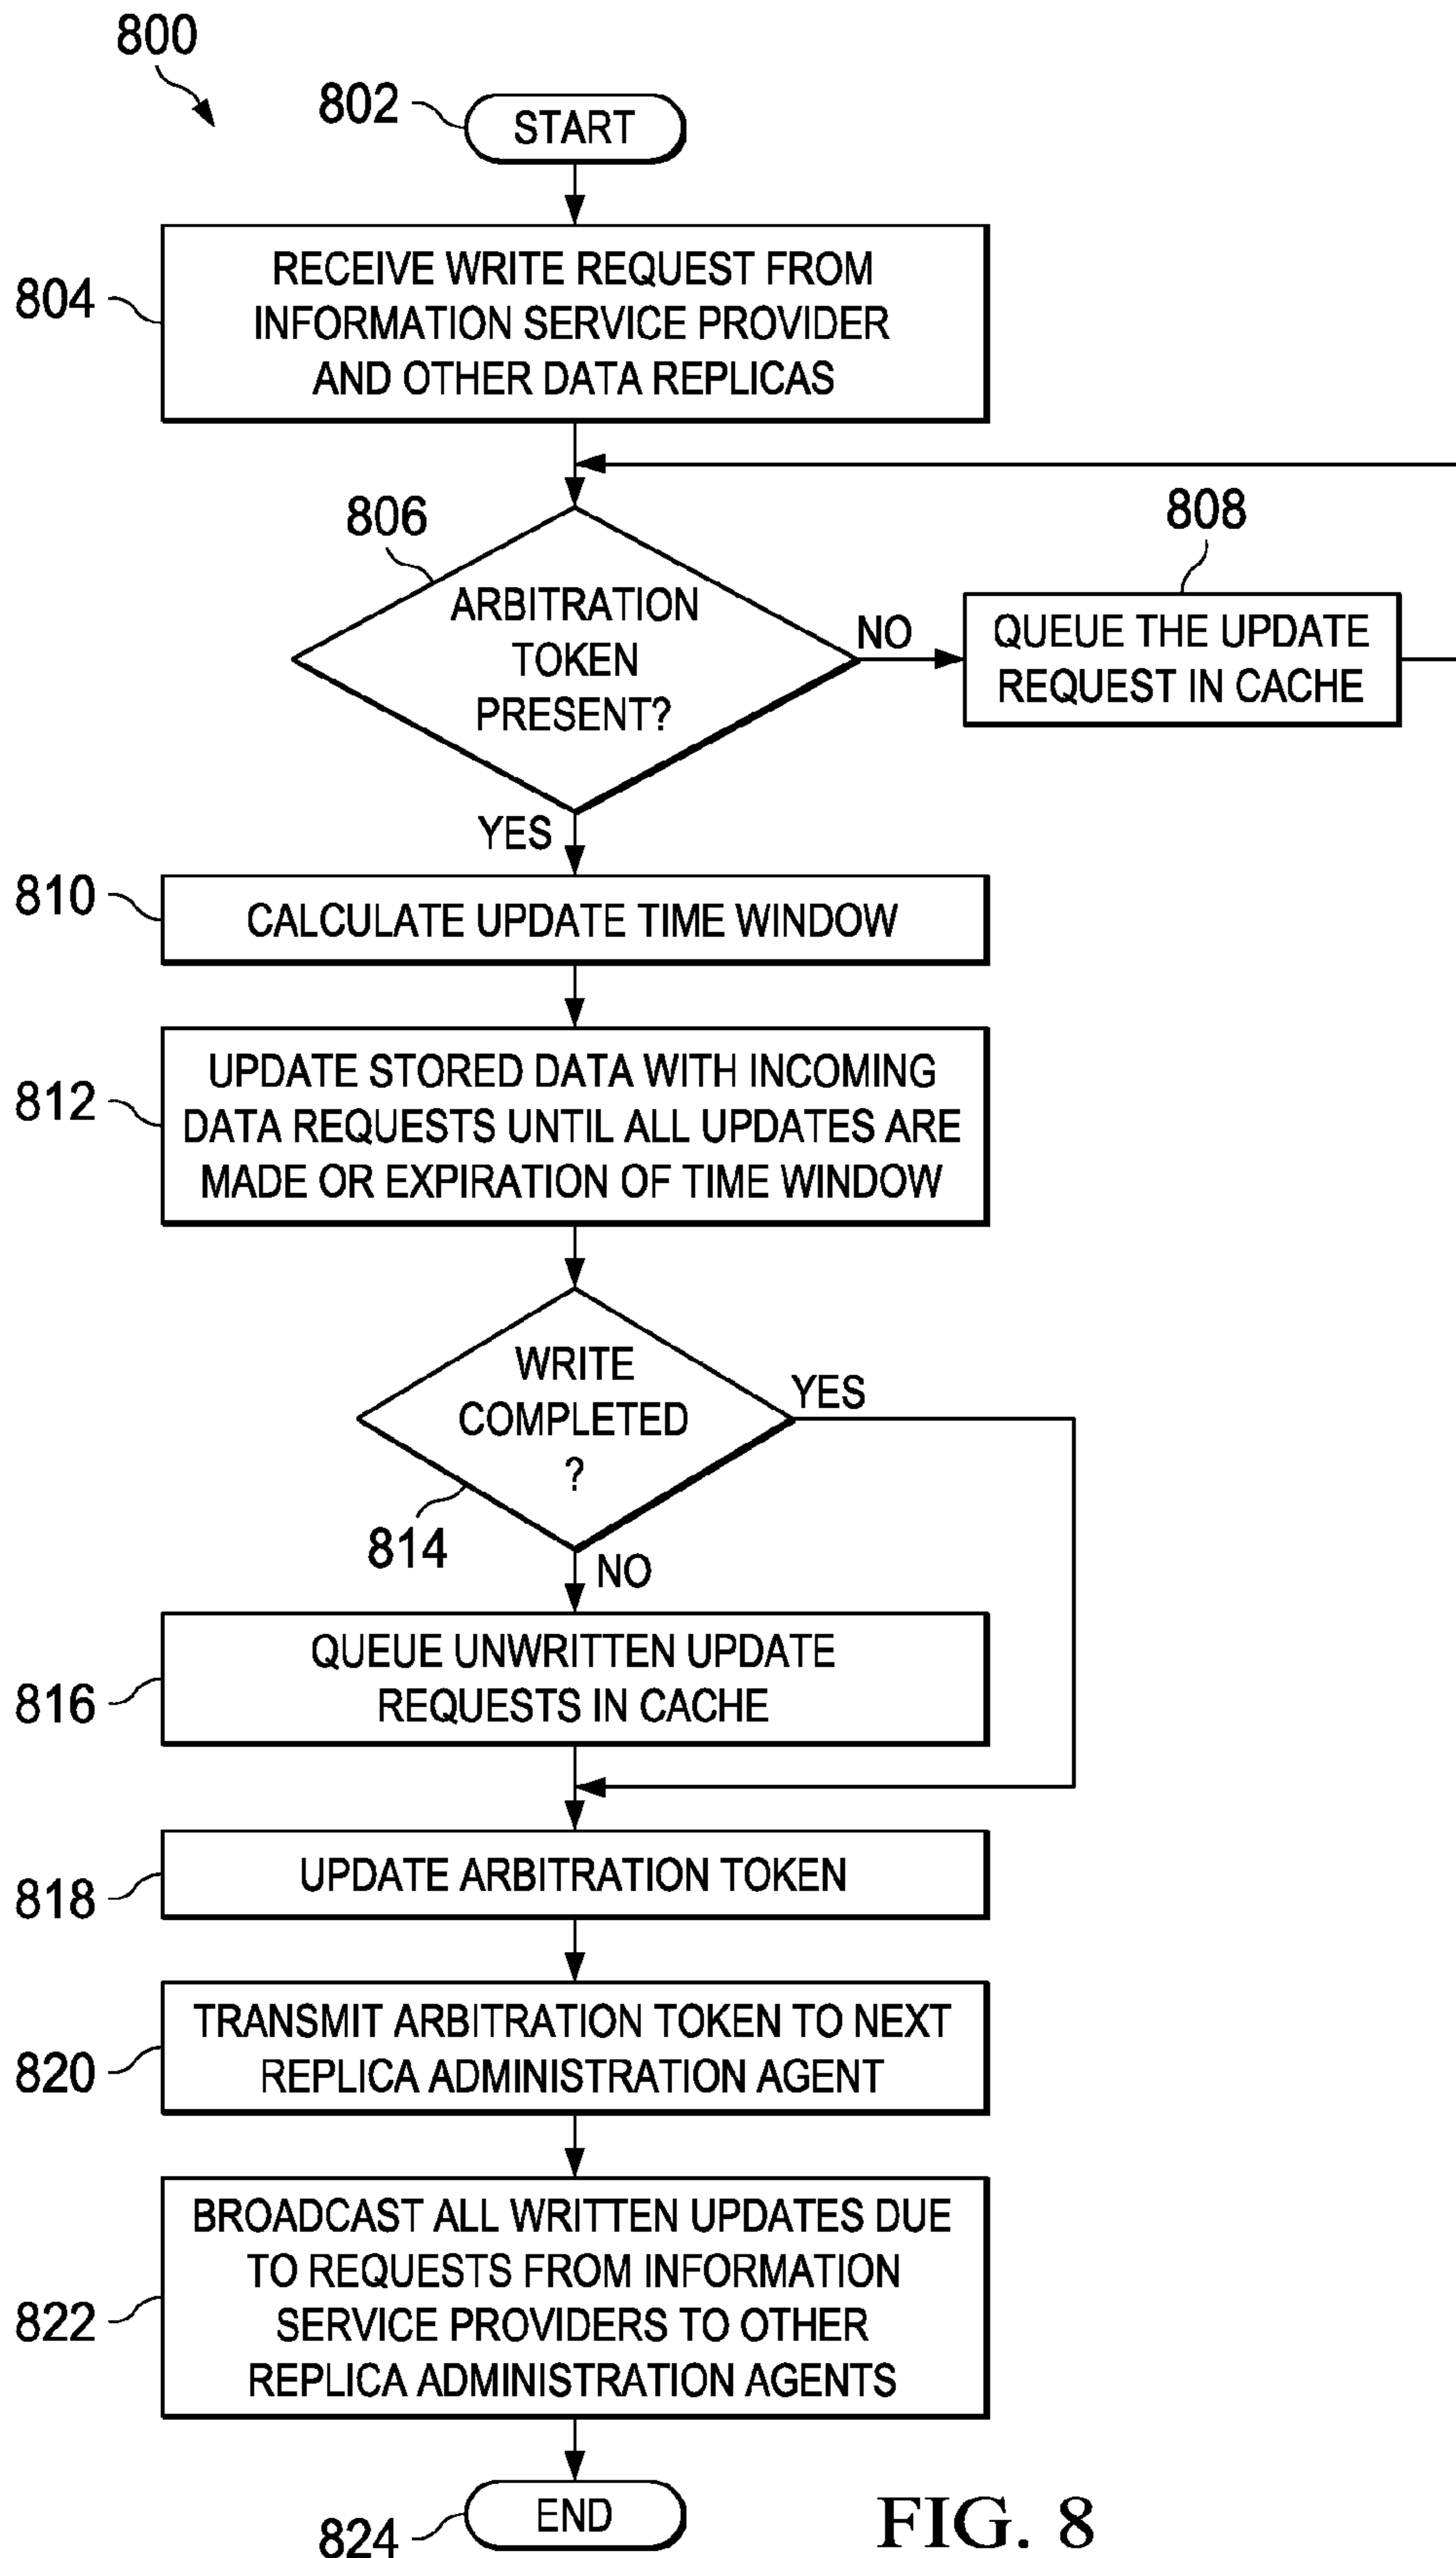 800
802
START
804
RECEIVE WRITE REQUEST FROM
INFORMATION SERVICE PROVIDER
AND OTHER DATA REPLICAS
806
ARBITRATION
TOKEN
PRESENT?
NO
808
QUEUE THE UPDATE
REQUEST IN CACHE
YES
810
CALCULATE UPDATE TIME WINDOW
812
UPDATE STORED DATA WITH INCOMING
DATA REQUESTS UNTIL ALL UPDATES ARE
MADE OR EXPIRATION OF TIME WINDOW
WRITE
COMPLETED
?
YES
814
NO
816
QUEUE UNWRITTEN UPDATE
REQUESTS IN CACHE
818
UPDATE ARBITRATION TOKEN
820
TRANSMIT ARBITRATION TOKEN TO NEXT
REPLICA ADMINISTRATION AGENT
822
BROADCAST ALL WRITTEN UPDATES DUE
TO REQUESTS FROM INFORMATION
SERVICE PROVIDERS TO OTHER
REPLICA ADMINISTRATION AGENTS
824
END
FIG. 8